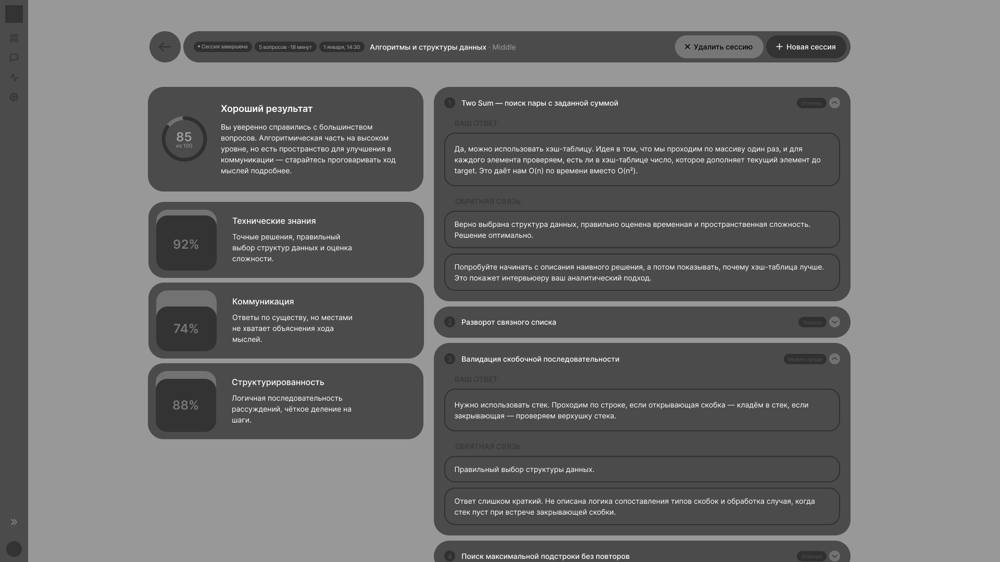 Сессия завершена
5 вопросов · 18 минут
1 января, 14:30
Алгоритмы и структуры данных · Middle
Удалить сессию
Новая сессия
85
из 100
Хороший результат
Вы уверенно справились с большинством
вопросов. Алгоритмическая часть на высоком
уровне, но есть пространство для улучшения в
коммуникации — старайтесь проговаривать ход
мыслей подробнее.
92%
Технические знания
Точные решения, правильный
выбор структур данных и оценка
сложности.
74%
Коммуникация
Ответы по существу, но местами
не хватает объяснения хода
мыслей.
88%
Структурированность
Логичная последовательность
рассуждений, чёткое деление на
шаги.
1
Two Sum — поиск пары с заданной суммой
Отлично
ВАШ ОТВЕТ
Да, можно использовать хэш-таблицу. Идея в том, что мы проходим по массиву один раз, и для
каждого элемента проверяем, есть ли в хэш-таблице число, которое дополняет текущий элемент до
target. Это даёт нам O(n) по времени вместо O(n²).
ОБРАТНАЯ СВЯЗЬ
Верно выбрана структура данных, правильно оценена временная и пространственная сложность.
Решение оптимально.
Попробуйте начинать с описания наивного решения, а потом показывать, почему хэш-таблица лучше.
Это покажет интервьюеру ваш аналитический подход.
2
Разворот связного списка
Хорошо
3
Валидация скобочной последовательности
Можно лучше
ВАШ ОТВЕТ
Нужно использовать стек. Проходим по строке, если открывающая скобка — кладём в стек, если
закрывающая — проверяем верхушку стека.
ОБРАТНАЯ СВЯЗЬ
Правильный выбор структуры данных.
Ответ слишком краткий. Не описана логика сопоставления типов скобок и обработка случая, когда
стек пуст при встрече закрывающей скобки.
4
Поиск максимальной подстроки без повторов
Отлично